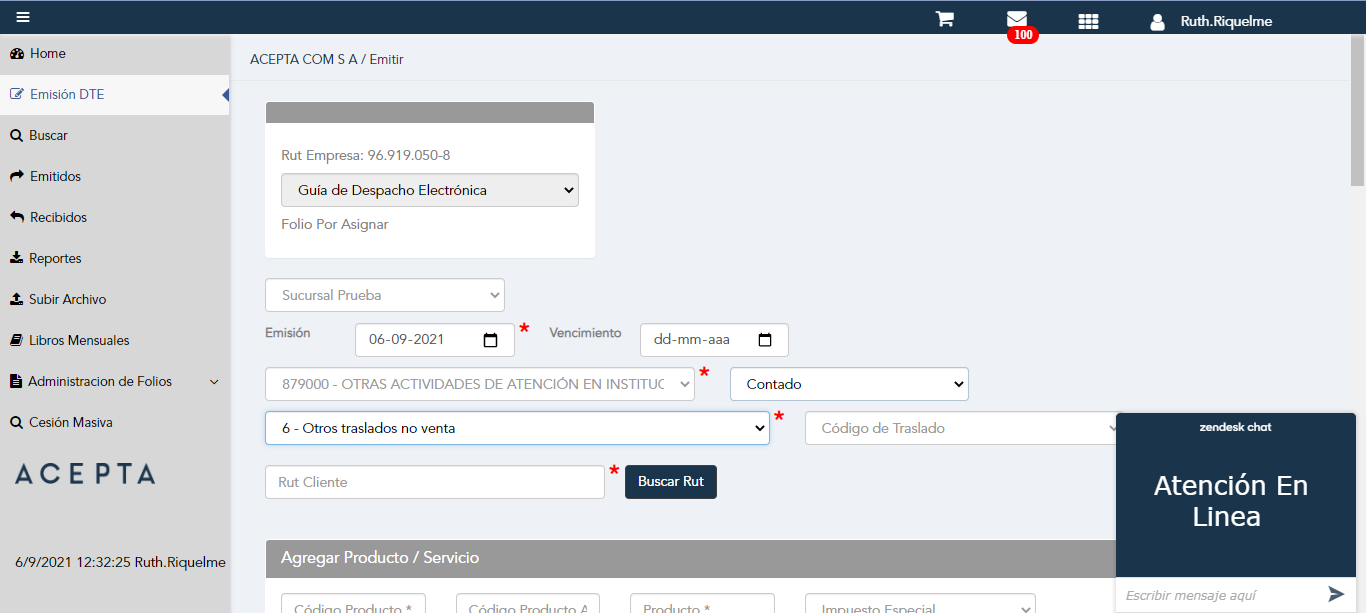 100
Ruth.Riquelme
Home
Emisión DTE
Buscar
Emitidos
Recibidos
Reportes
Subir Archivo
Libros Mensuales
Administracion de Folios
Cesión Masiva
ACEPTA
6/9/2021 12:32:25 Ruth.Riquelme
ACEPTA COM S A / Emitir
Rut Empresa: 96.919.050-8
Guía de Despacho Electrónica
Folio Por Asignar
Sucursal Prueba
Emisión 06-09-2021 * Vencimiento dd-mm-aaa
879000 - OTRAS ACTIVIDADES DE ATENCIÓN EN INSTITUC * Contado
6 - Otros traslados no venta * Código de Traslado
Rut Cliente * Buscar Rut
Agregar Producto / Servicio
Código Producto * Código Producto A Producto * Impuesto Especial
zendesk chat
Atención En
Linea
Escribir mensaje aquí